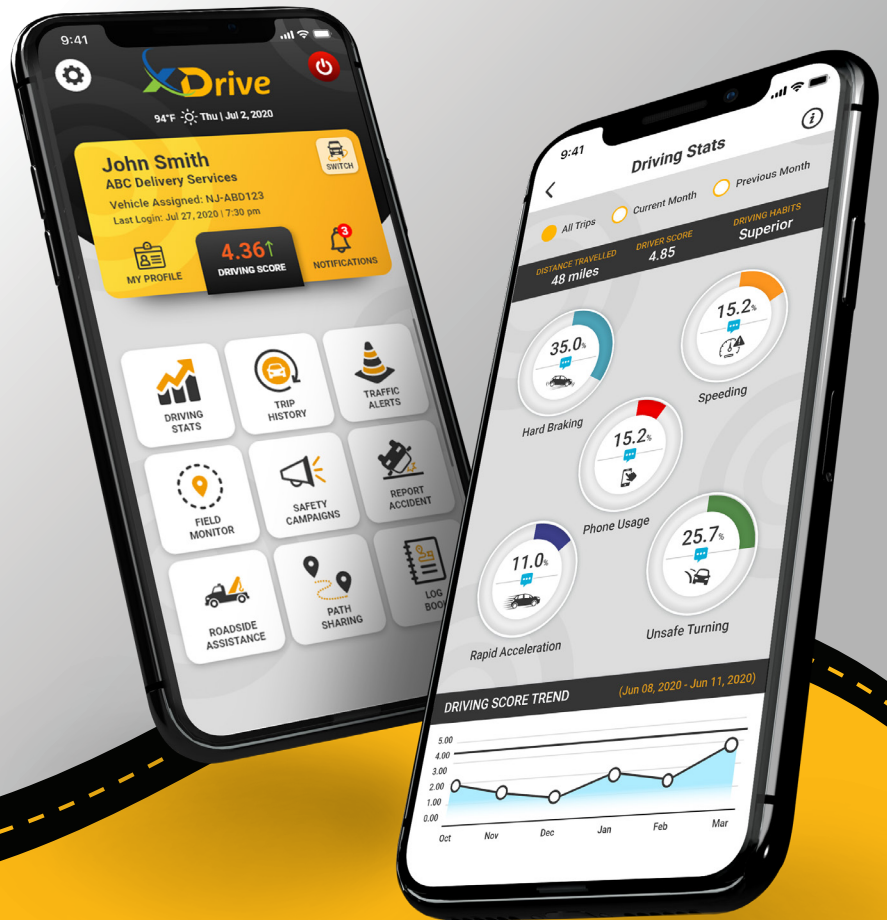 9:41
XDrive
94°F Thu | Jul 2, 2020
John Smith
ABC Delivery Services
Vehicle Assigned: NJ-ABD123
Last Login: Jul 27, 2020 | 7:30 pm
SWITCH
MY PROFILE
4.36↑
DRIVING SCORE
3
NOTIFICATIONS
DRIVING
STATS
TRIP
HISTORY
TRAFFIC
ALERTS
FIELD
MONITOR
SAFETY
CAMPAIGNS
REPORT
ACCIDENT
ROADSIDE
ASSISTANCE
PATH
SHARING
LOG
BOOK
9:41
Driving Stats
All Trips
Current Month
Previous Month
DISTANCE TRAVELLED
48 miles
DRIVER SCORE
4.85
DRIVING HABITS
Superior
35.0%
Hard Braking
15.2%
Speeding
15.2%
Phone Usage
11.0%
Rapid Acceleration
25.7%
Unsafe Turning
DRIVING SCORE TREND (Jun 08, 2020 - Jun 11, 2020)
5.00
4.00
3.00
2.00
1.00
0.00
Oct Nov Dec Jan Feb Mar